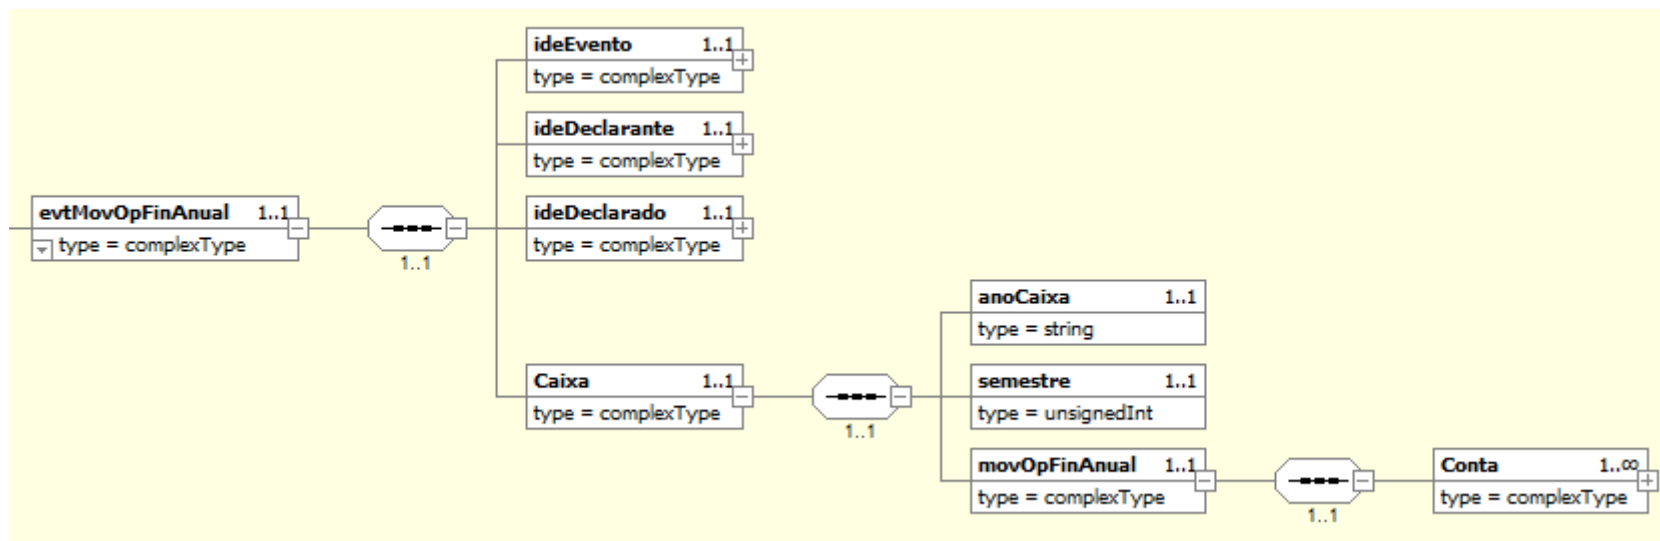 ideEvento 1..1
type = complexType
ideDeclarante 1..1
type = complexType
evtMovOpFinAnual 1..1
type = complexType
1..1
ideDeclarado 1..1
type = complexType
Caixa 1..1
type = complexType
1..1
anoCaixa 1..1
type = string
semestre 1..1
type = unsignedInt
movOpFinAnual 1..1
type = complexType
1..1
Conta 1..∞
type = complexType